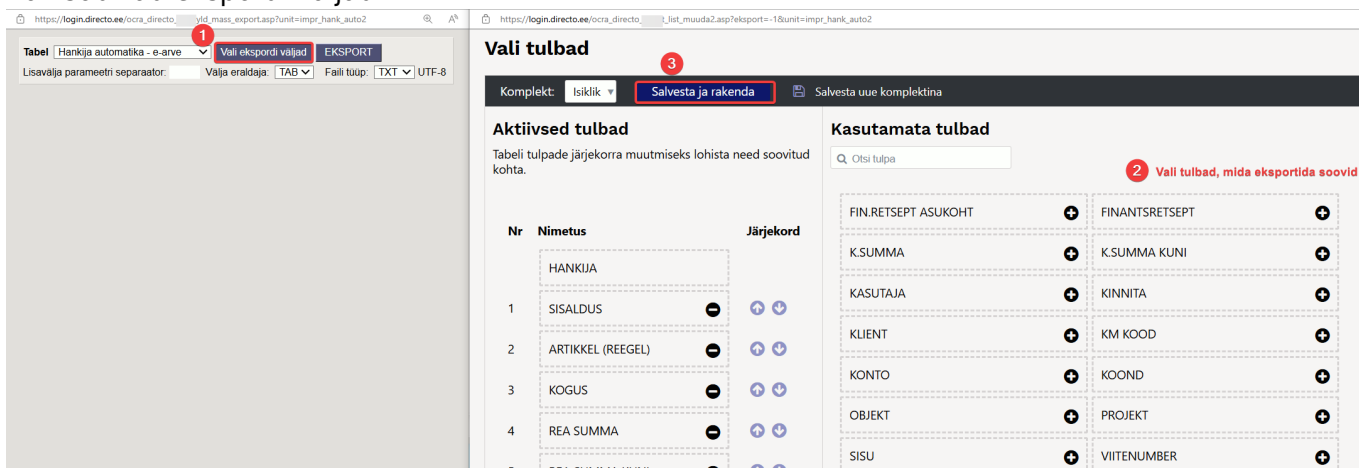 https://login.directo.ee/ocra_directo_ yld_mass_export.asp?unit=impr_hank_auto2
1
Tabel Hankija automatika - e-arve Vali ekspordi väljad EKSPORT
Lisavälja parameetri separaator: Välja eraldaja: TAB Faili tüüp: TXT UTF-8
https://login.directo.ee/ocra_directo_ t_list_muuda2.asp?eksport=-1&unit=impr_hank_auto2
Vali tulbad
3
Komplekt: Isiklik Salvesta ja rakenda Salvesta uue komplektina
Aktiivsed tulbad
Tabeli tulpade järjekorra muutmiseks lohista need soovitud
kohta.
Nr Nimetus Järjekord
HANKIJA
1 SISALDUS
2 ARTIKKEL (REEGEL)
3 KOGUS
4 REA SUMMA
Kasutamata tulbad
Otsi tulpa
2 Vali tulbad, mida eksportida soovid
FIN.RETSEPT ASUKOHT FINANTSRETSEPT
K.SUMMA K.SUMMA KUNI
KASUTAJA KINNITA
KLIENT KM KOOD
KONTO KOOND
OBJEKT PROJEKT
SISU VIITENUMBER